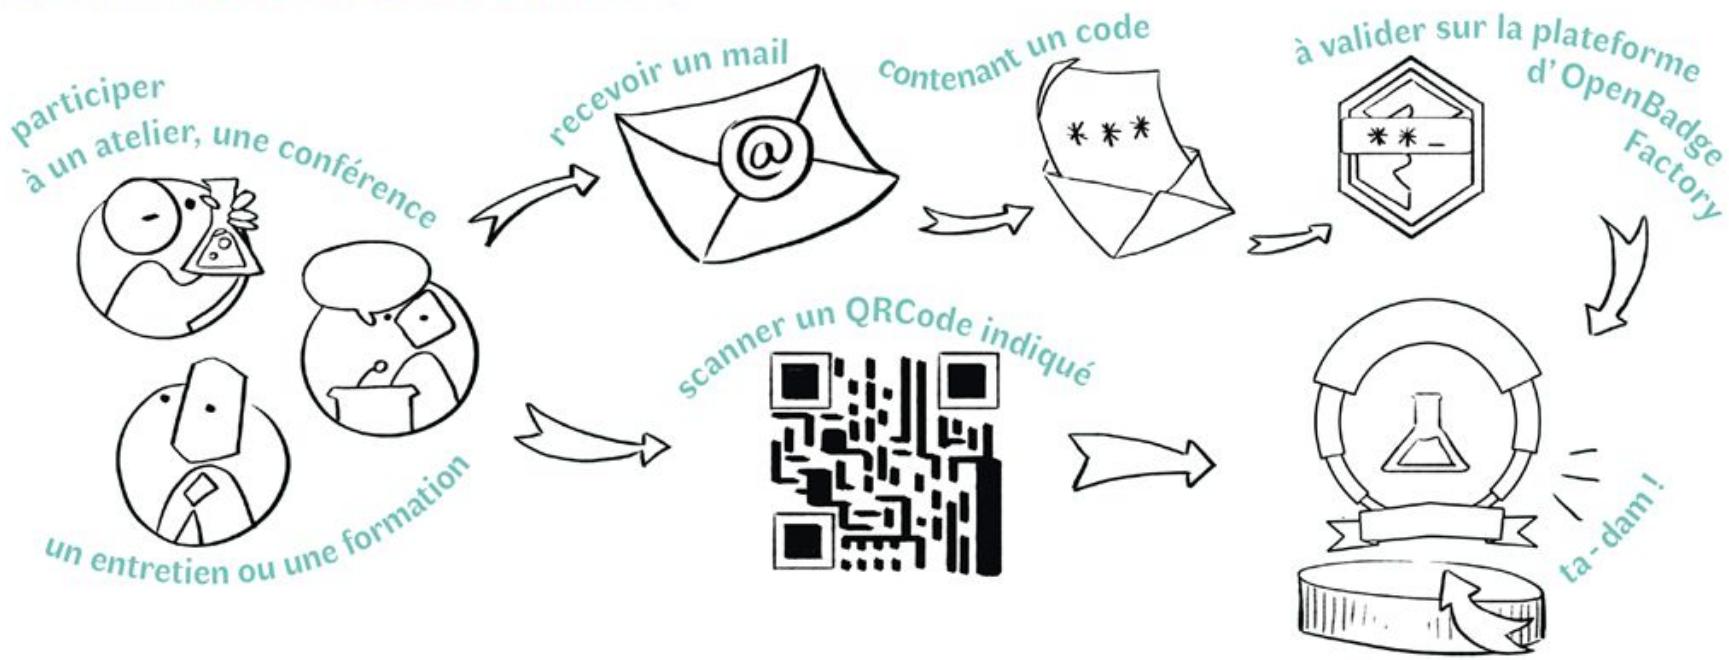 participer
à un atelier, une conférence
un entretien ou une formation
recevoir un mail
@
contenant un code
***
à valider sur la plateforme
d'OpenBadge
Factory
**_
scanner un QRCode indiqué
ta-dam !